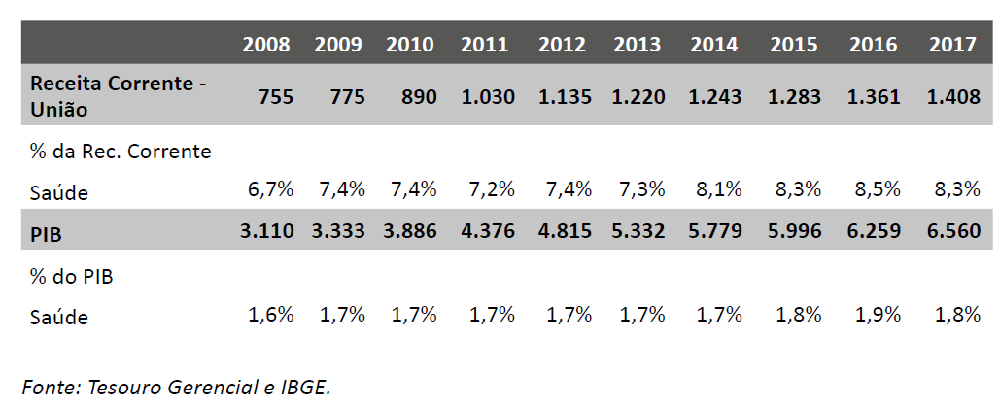 2008 2009 2010 2011 2012 2013 2014 2015 2016 2017
Receita Corrente -
União 755 775 890 1.030 1.135 1.220 1.243 1.283 1.361 1.408
% da Rec. Corrente
Saúde 6,7% 7,4% 7,4% 7,2% 7,4% 7,3% 8,1% 8,3% 8,5% 8,3%
PIB 3.110 3.333 3.886 4.376 4.815 5.332 5.779 5.996 6.259 6.560
% do PIB
Saúde 1,6% 1,7% 1,7% 1,7% 1,7% 1,7% 1,7% 1,8% 1,9% 1,8%
Fonte: Tesouro Gerencial e IBGE.